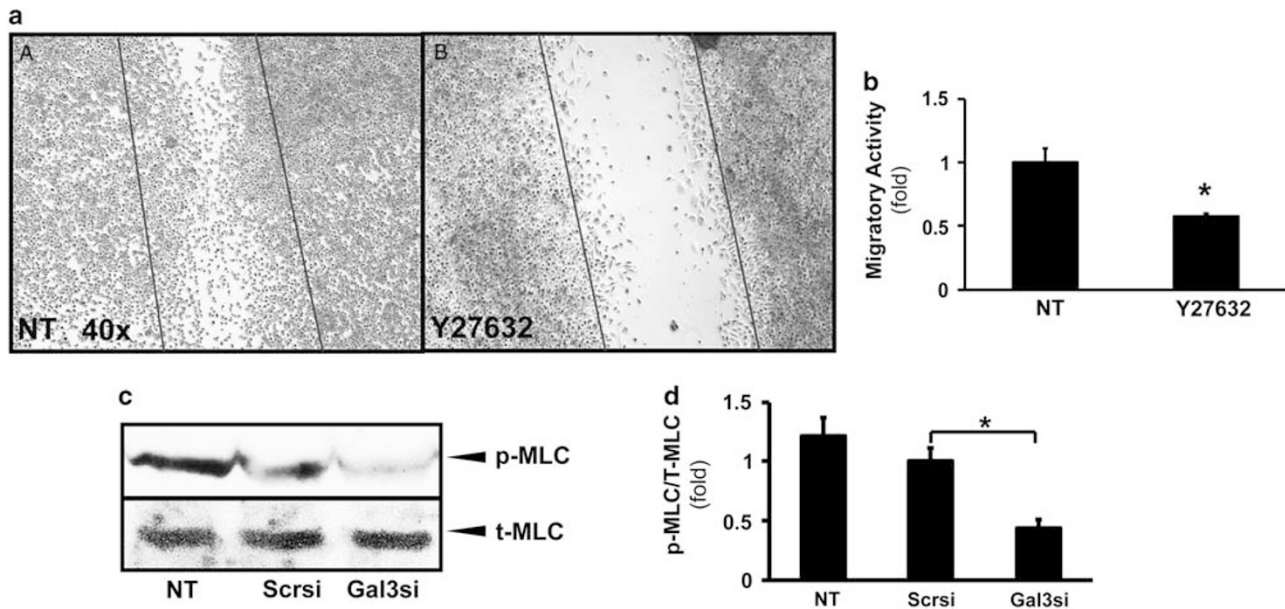 a
A
B
NT 40x
Y27632
b
Migratory Activity
(fold)
1.5
1
0.5
0
*
NT
Y27632
c
p-MLC
t-MLC
NT Scrsi Gal3si
d
p-MLC/T-MLC
(fold)
1.5
1
0.5
0
*
NT Scrsi Gal3si